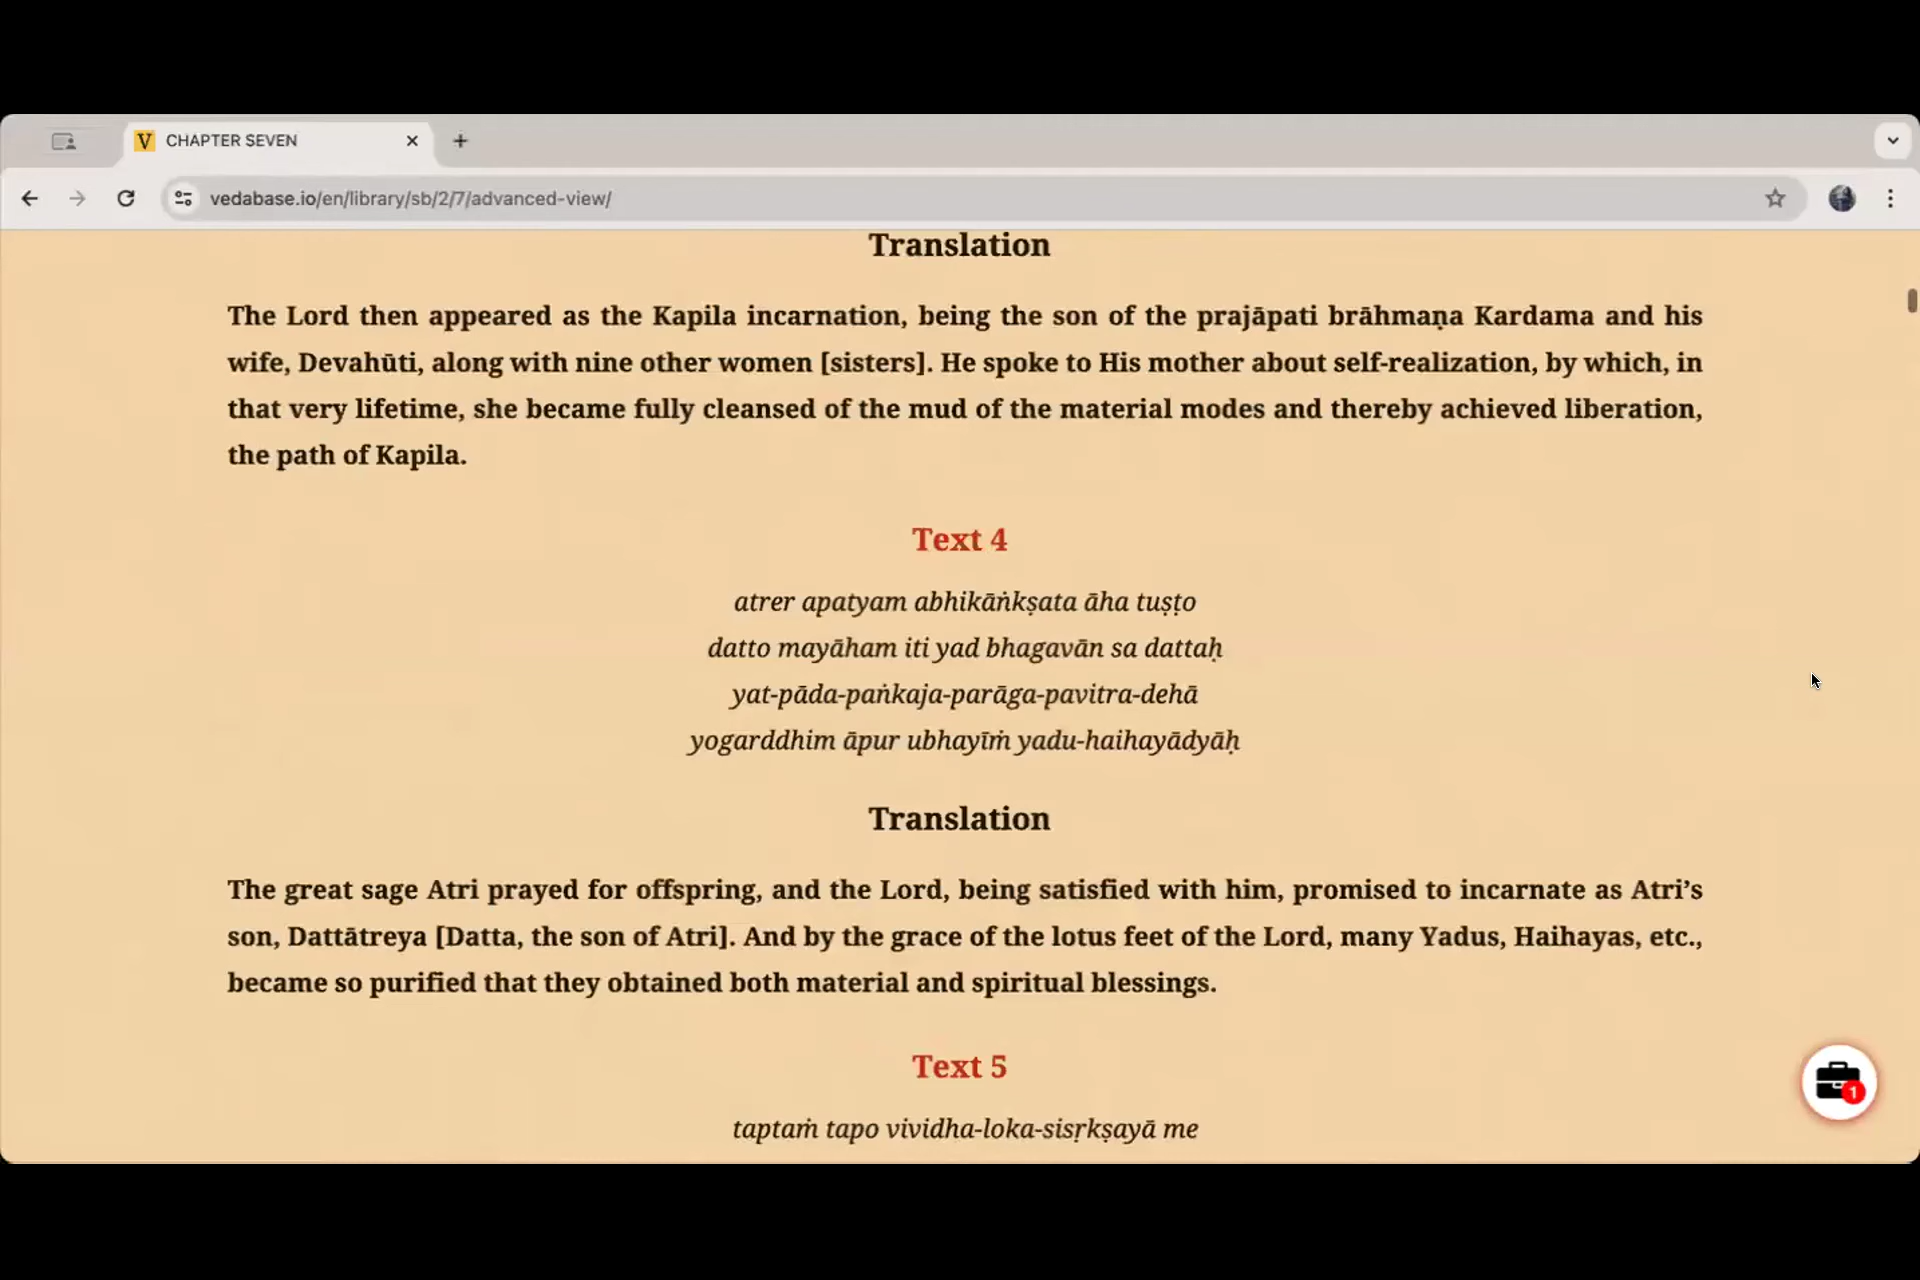 CHAPTER SEVEN
vedabase.io/en/library/sb/2/7/advanced-view/
Translation
The Lord then appeared as the Kapila incarnation, being the son of the prajāpati brāhmaṇa Kardama and his
wife, Devahūti, along with nine other women [sisters]. He spoke to His mother about self-realization, by which, in
that very lifetime, she became fully cleansed of the mud of the material modes and thereby achieved liberation,
the path of Kapila.
Text 4
atrer apatyam abhikāṅkṣata āha tuṣṭo
datto mayāham iti yad bhagavān sa dattaḥ
yat-pāda-paṅkaja-parāga-pavitra-dehā
yogarddhim āpur ubhayīṁ yadu-haihayādyāḥ
Translation
The great sage Atri prayed for offspring, and the Lord, being satisfied with him, promised to incarnate as Atri’s
son, Dattātreya [Datta, the son of Atri]. And by the grace of the lotus feet of the Lord, many Yadus, Haihayas, etc.,
became so purified that they obtained both material and spiritual blessings.
Text 5
taptaṁ tapo vividha-loka-sisṛkṣayā me
1